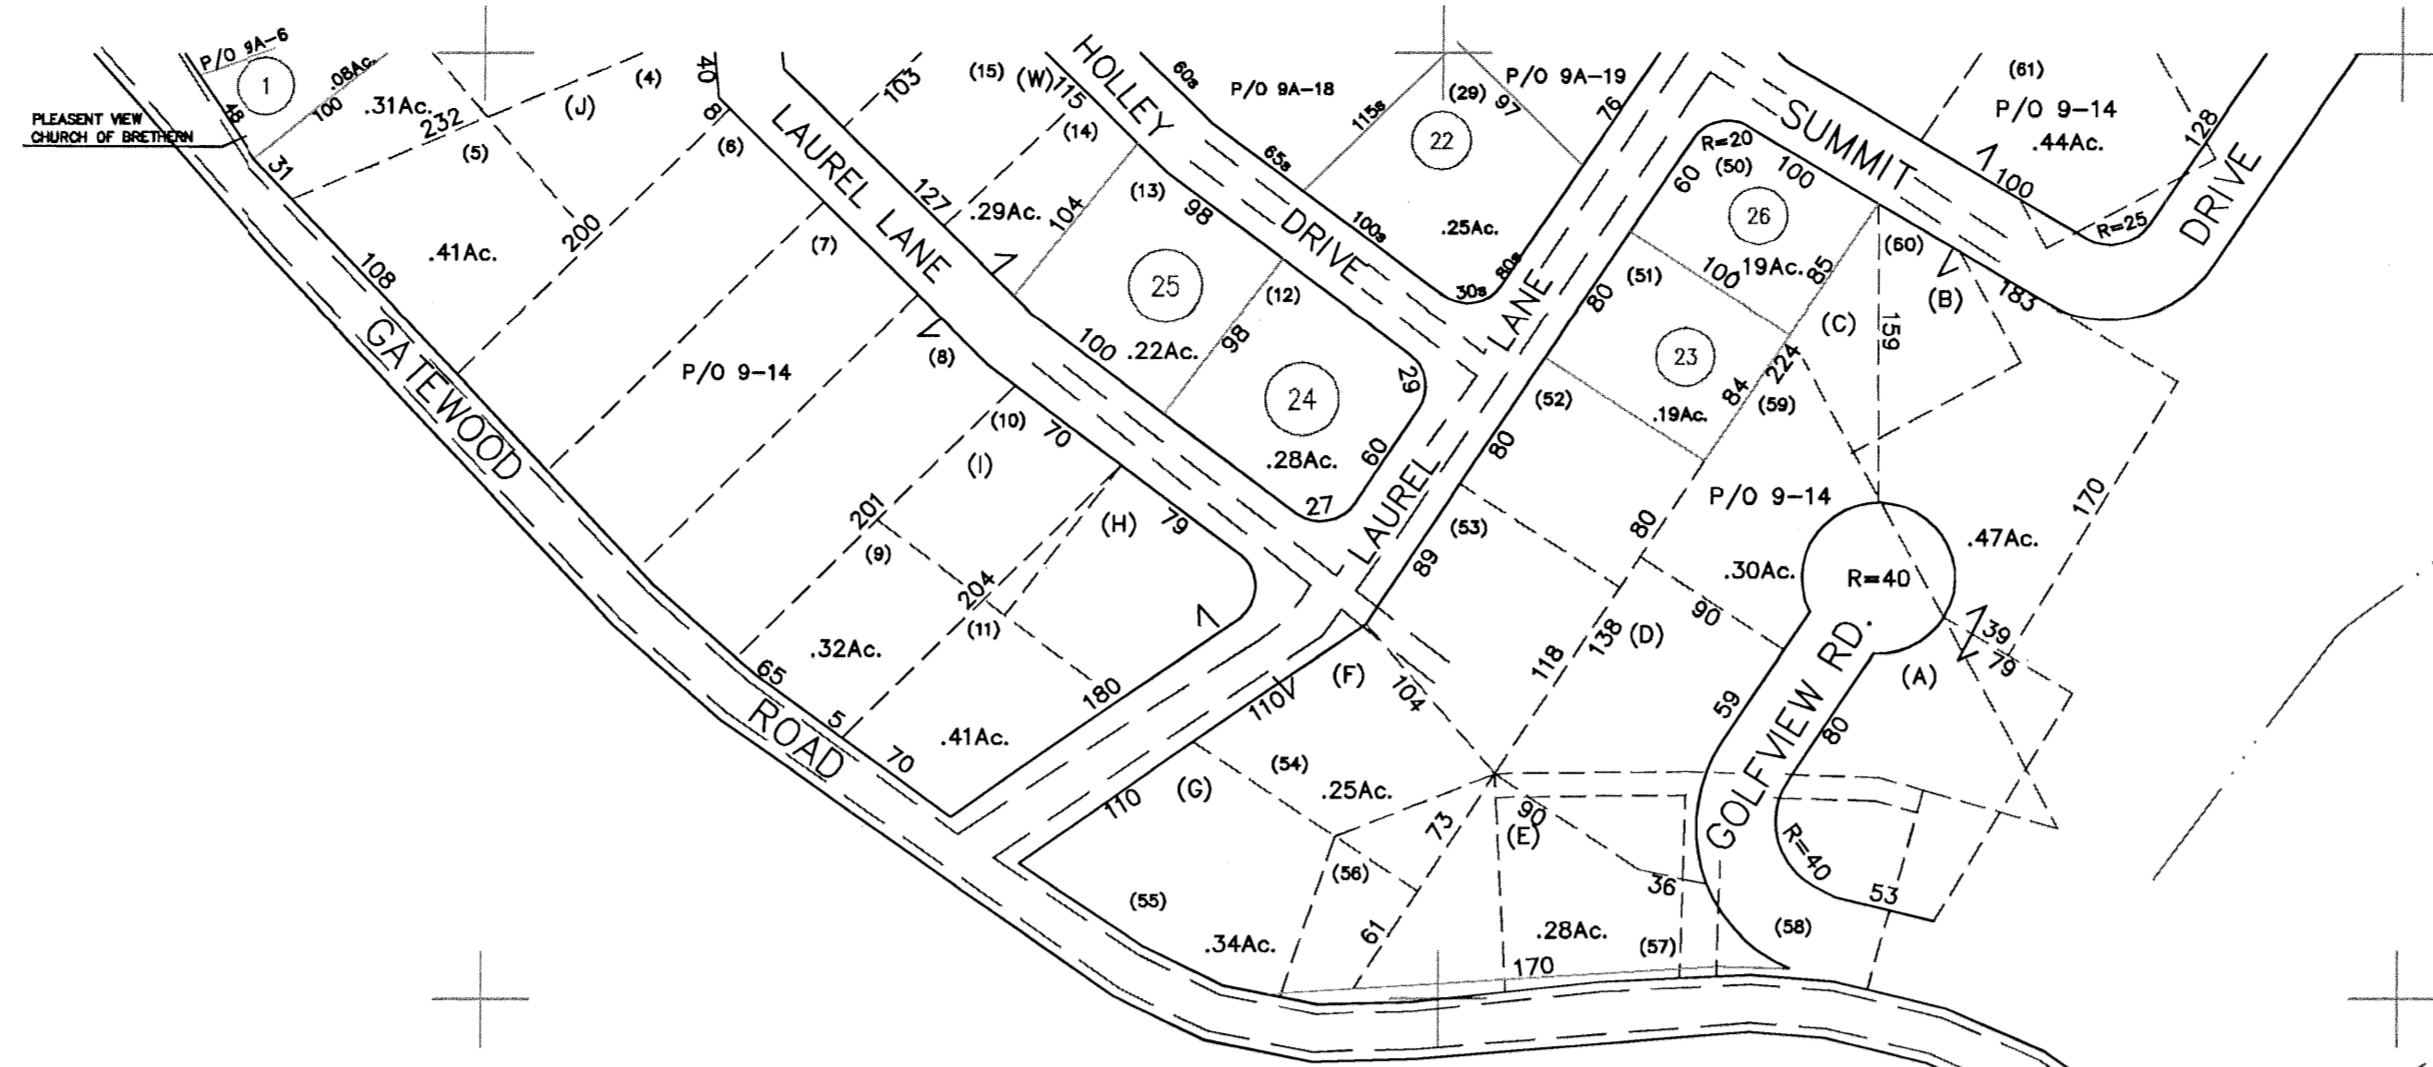 P/O 9A-6
1
.08Ac.
48
100
.31Ac.
232
(4)
(J)
(5)
PLEASENT VIEW
CHURCH OF BRETHERN
31
108
.41Ac.
200
40
8
(6)
LAUREL LANE
103
(15)
(W)
115
(14)
127
.29Ac.
104
(13)
98
HOLLEY
DRIVE
60s
65s
100s
30s
80s
P/O 9A-18
115s
(29)
97
22
.25Ac.
P/O 9A-19
76
R=20
(50)
60
100
26
.19Ac.
85
SUMMIT
DRIVE
(61)
P/O 9-14
.44Ac.
128
100
R=25
(60)
(B)
183
(51)
100
80
23
(C)
159
224
84
(59)
.19Ac.
(52)
LANE
LAUREL
25
(12)
100
.22Ac.
98
24
.28Ac.
29
60
27
(7)
P/O 9-14
(8)
(10)
70
(I)
201
(9)
(H)
79
204
(11)
.32Ac.
65
5
70
.41Ac.
180
GATEWOOD
ROAD
80
(53)
89
80
P/O 9-14
.30Ac.
R=40
.47Ac.
170
90
(D)
118
138
39
79
(A)
GOLFVIEW RD.
59
80
(F)
104
110
(G)
110
(54)
.25Ac.
73
90
(E)
(56)
(55)
.34Ac.
61
36
.28Ac.
(57)
170
R=40
53
(58)